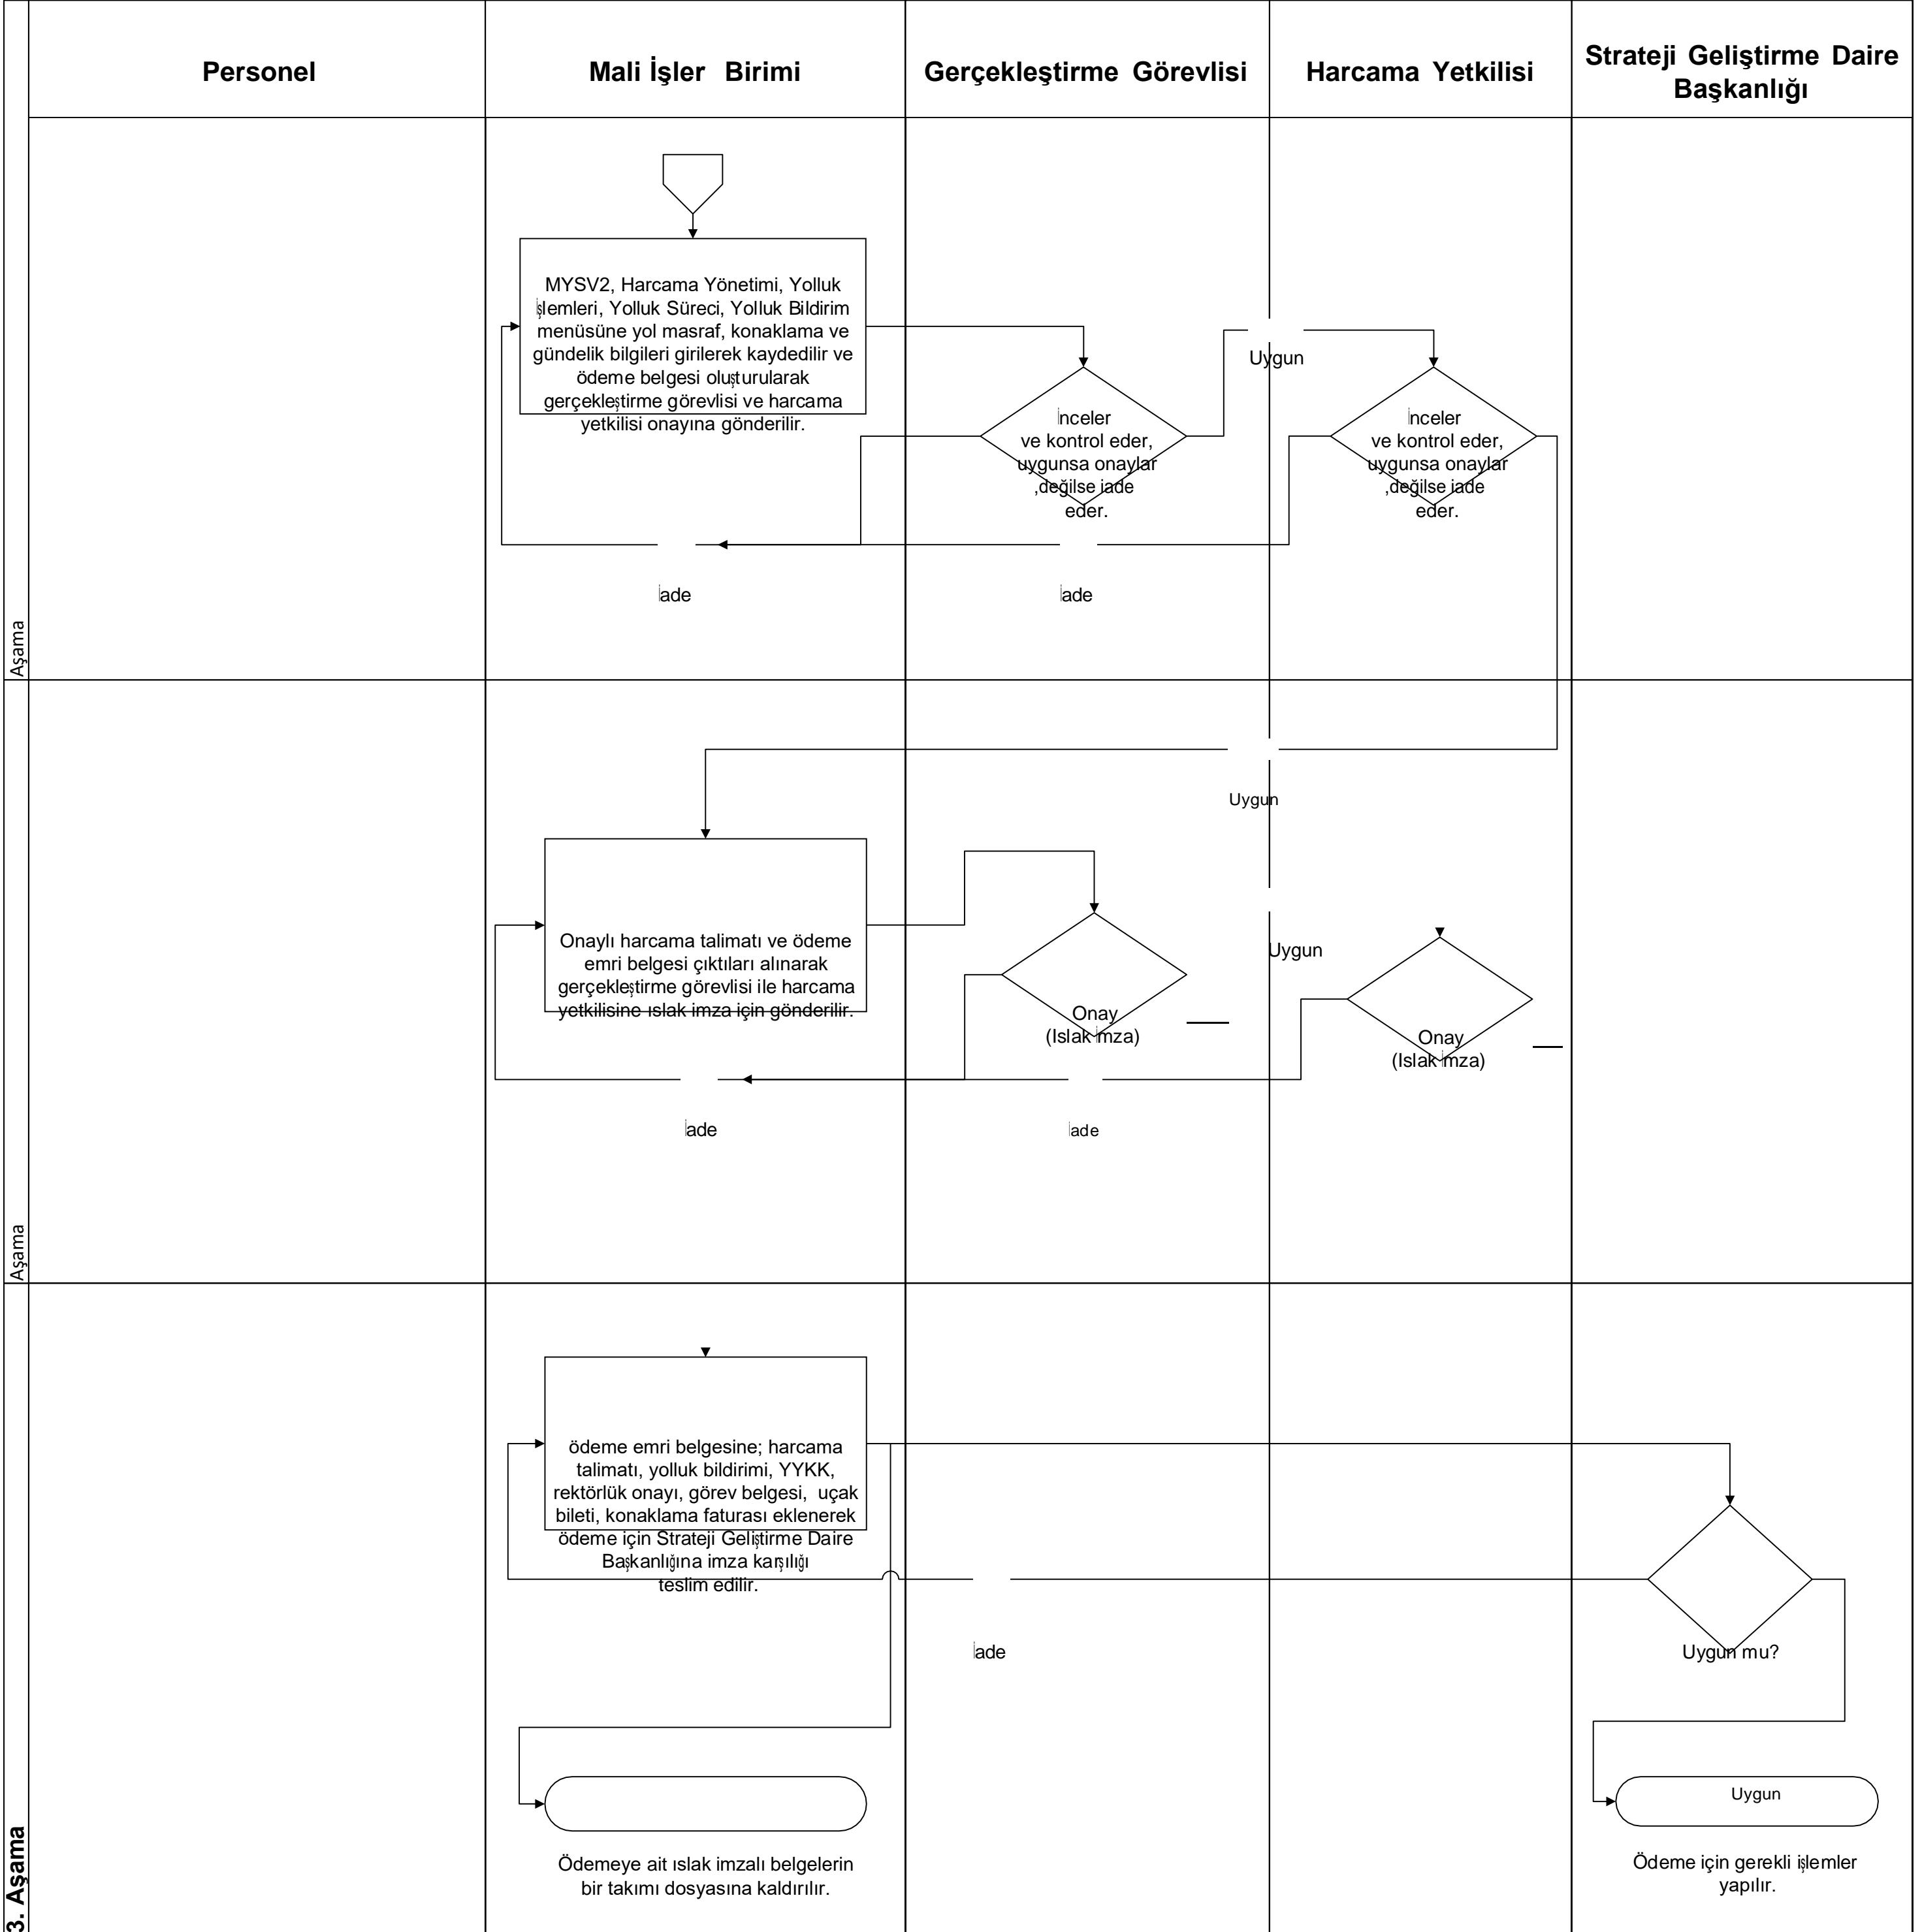 Personel
Mali İşler Birimi
Gerçekleştirme Görevlisi
Harcama Yetkilisi
Strateji Geliştirme Daire
Başkanlığı
MYSV2, Harcama Yönetimi, Yolluk
İşlemleri, Yolluk Süreci, Yolluk Bildirim
menüsüne yol masraf, konaklama ve
gündelik bilgileri girilerek kaydedilir ve
ödeme belgesi oluşturularak
gerçekleştirme görevlisi ve harcama
yetkilisi onayına gönderilir.
Uygun
İnceler
ve kontrol eder,
uygunsa onaylar
,değilse iade
eder.
İnceler
ve kontrol eder,
uygunsa onaylar
,değilse iade
eder.
İade
İade
Aşama
Uygun
Onaylı harcama talimatı ve ödeme
emri belgesi çıktıları alınarak
gerçekleştirme görevlisi ile harcama
yetkilisine ıslak imza için gönderilir.
Uygun
Onay
(Islak İmza)
Onay
(Islak İmza)
İade
İade
Aşama
ödeme emri belgesine; harcama
talimatı, yolluk bildirimi, YYKK,
rektörlük onayı, görev belgesi, uçak
bileti, konaklama faturası eklenerek
ödeme için Strateji Geliştirme Daire
Başkanlığına imza karşılığı
teslim edilir.
İade
Uygun mu?
Uygun
Ödemeye ait ıslak imzalı belgelerin
bir takımı dosyasına kaldırılır.
Ödeme için gerekli işlemler
yapılır.
3. Aşama